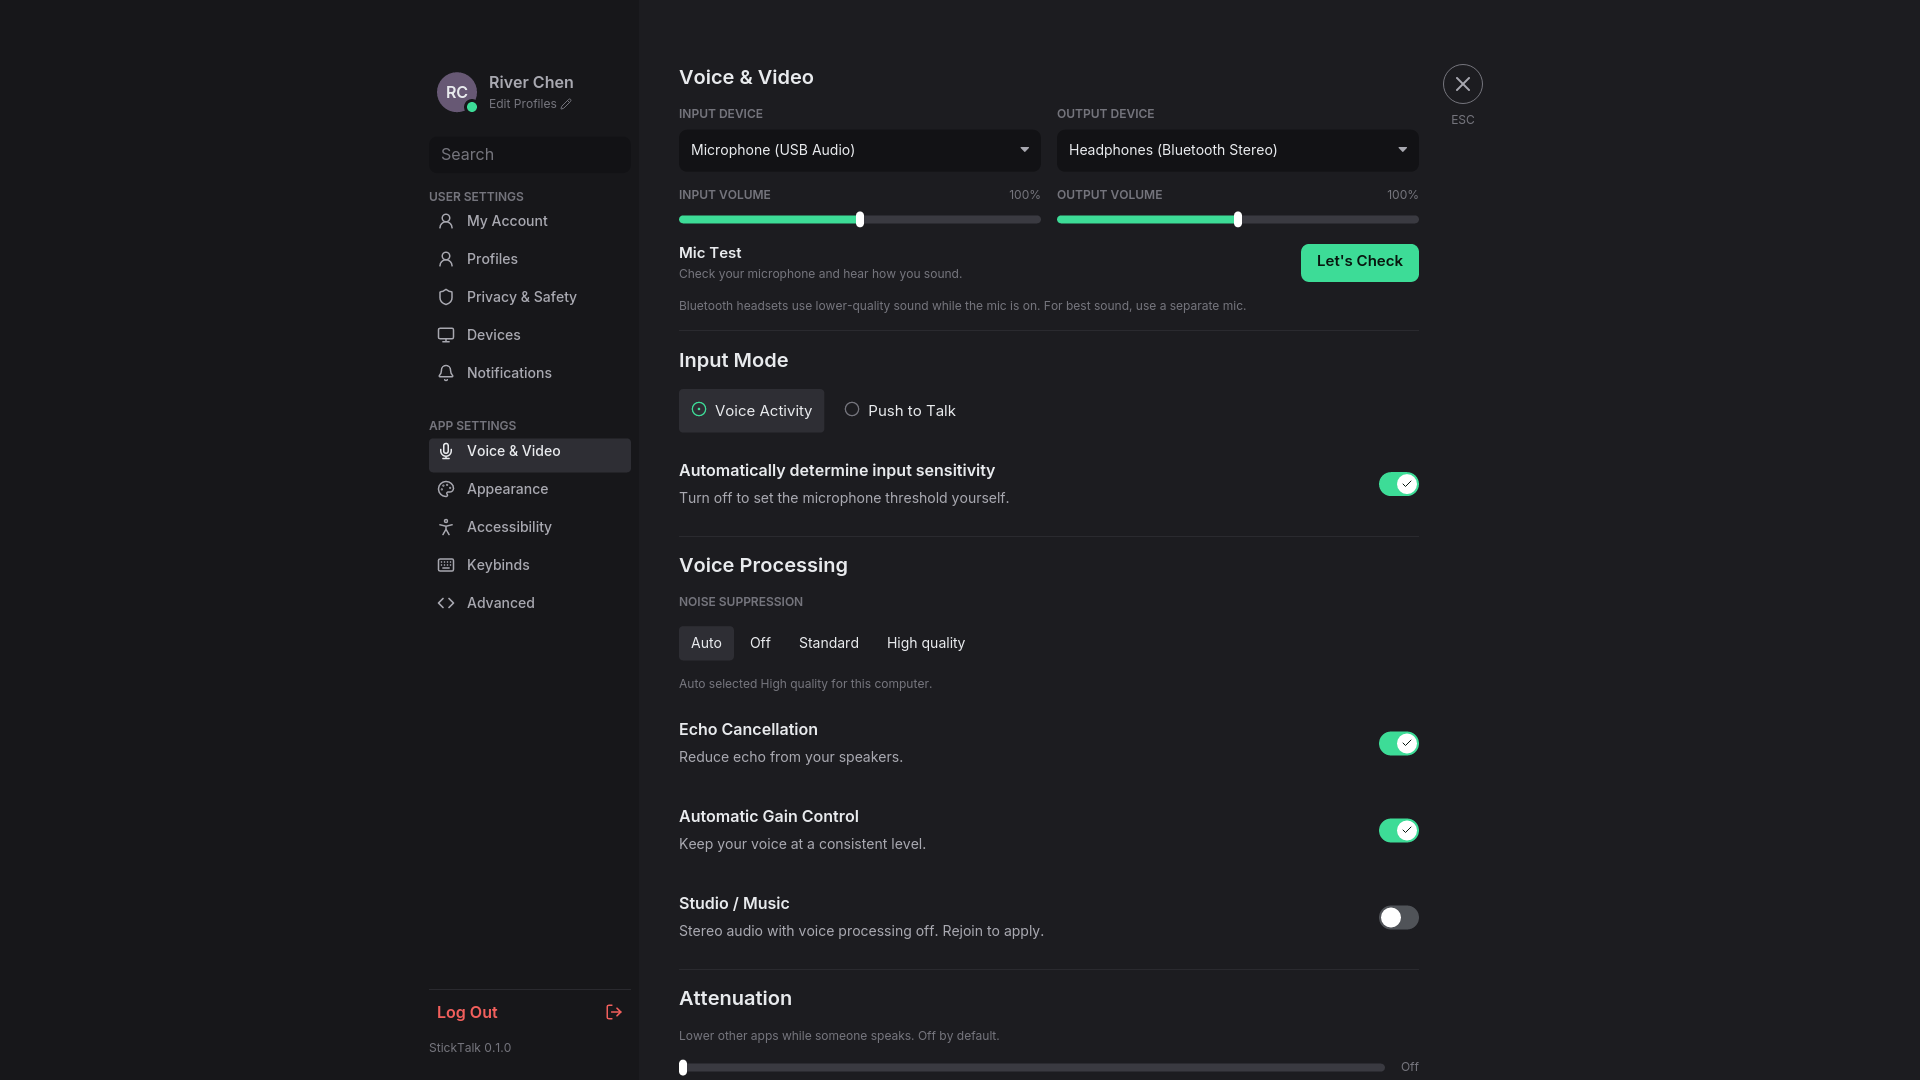 RC
River Chen
Edit Profiles
Search
USER SETTINGS
My Account
Profiles
Privacy & Safety
Devices
Notifications
APP SETTINGS
Voice & Video
Appearance
Accessibility
Keybinds
Advanced
Log Out
StickTalk 0.1.0
Voice & Video
ESC
INPUT DEVICE
Microphone (USB Audio)
OUTPUT DEVICE
Headphones (Bluetooth Stereo)
INPUT VOLUME 100%
OUTPUT VOLUME 100%
Mic Test
Check your microphone and hear how you sound.
Let's Check
Bluetooth headsets use lower-quality sound while the mic is on. For best sound, use a separate mic.
Input Mode
Voice Activity Push to Talk
Automatically determine input sensitivity
Turn off to set the microphone threshold yourself.
Voice Processing
NOISE SUPPRESSION
Auto Off Standard High quality
Auto selected High quality for this computer.
Echo Cancellation
Reduce echo from your speakers.
Automatic Gain Control
Keep your voice at a consistent level.
Studio / Music
Stereo audio with voice processing off. Rejoin to apply.
Attenuation
Lower other apps while someone speaks. Off by default.
Off